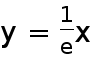 y = 1/e x